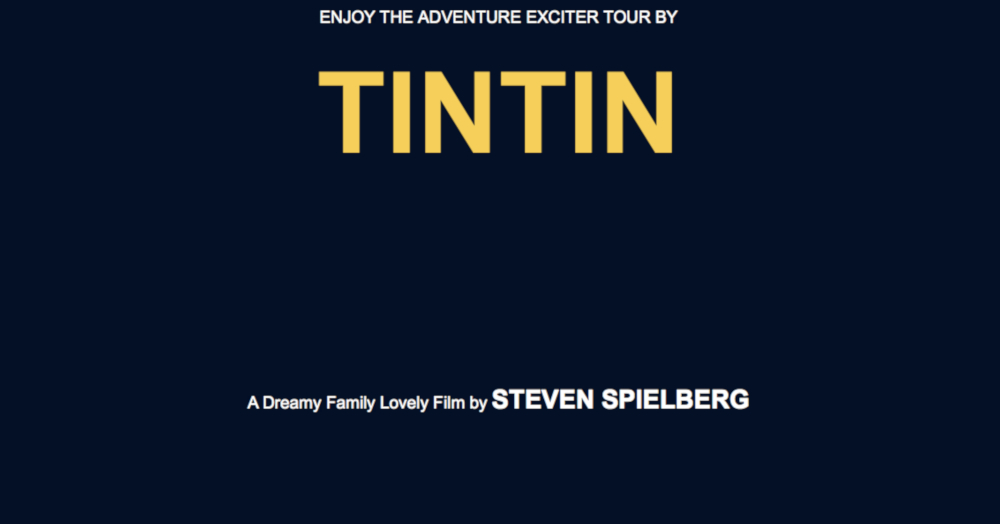 ENJOY THE ADVENTURE EXCITER TOUR BY
TINTIN
A Dreamy Family Lovely Film by STEVEN SPIELBERG